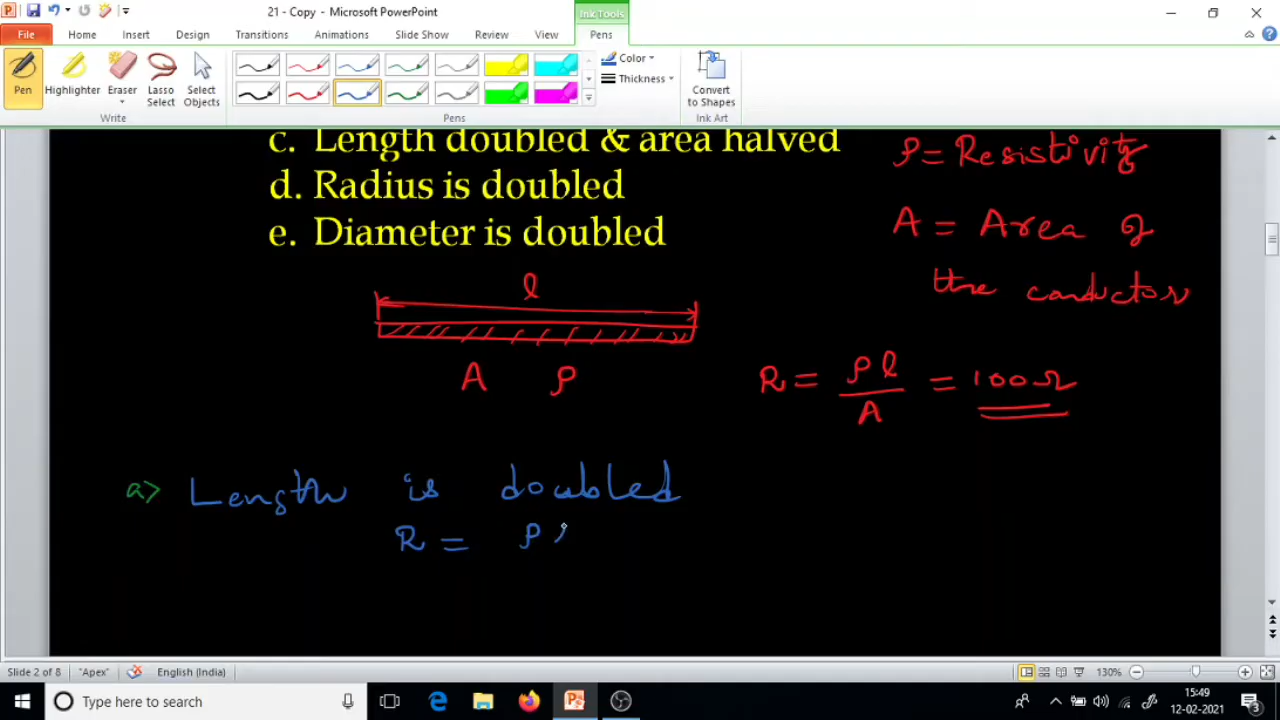 21 - Copy - Microsoft PowerPoint
Ink Tools
File Home Insert Design Transitions Animations Slide Show Review View Pens
Pen
Highlighter
Eraser
Lasso Select
Select Objects
Write
Pens
Color
Thickness
Convert to Shapes
Ink Art
c. Length doubled & area halved
d. Radius is doubled
e. Diameter is doubled
ρ = Resistivity
A = Area of
the conductor
l
A ρ
R = ρl/A = 100Ω
a> Length is doubled
R = ρ
Slide 2 of 8 "Apex" English (India) 130%
Type here to search
15:49
12-02-2021
3